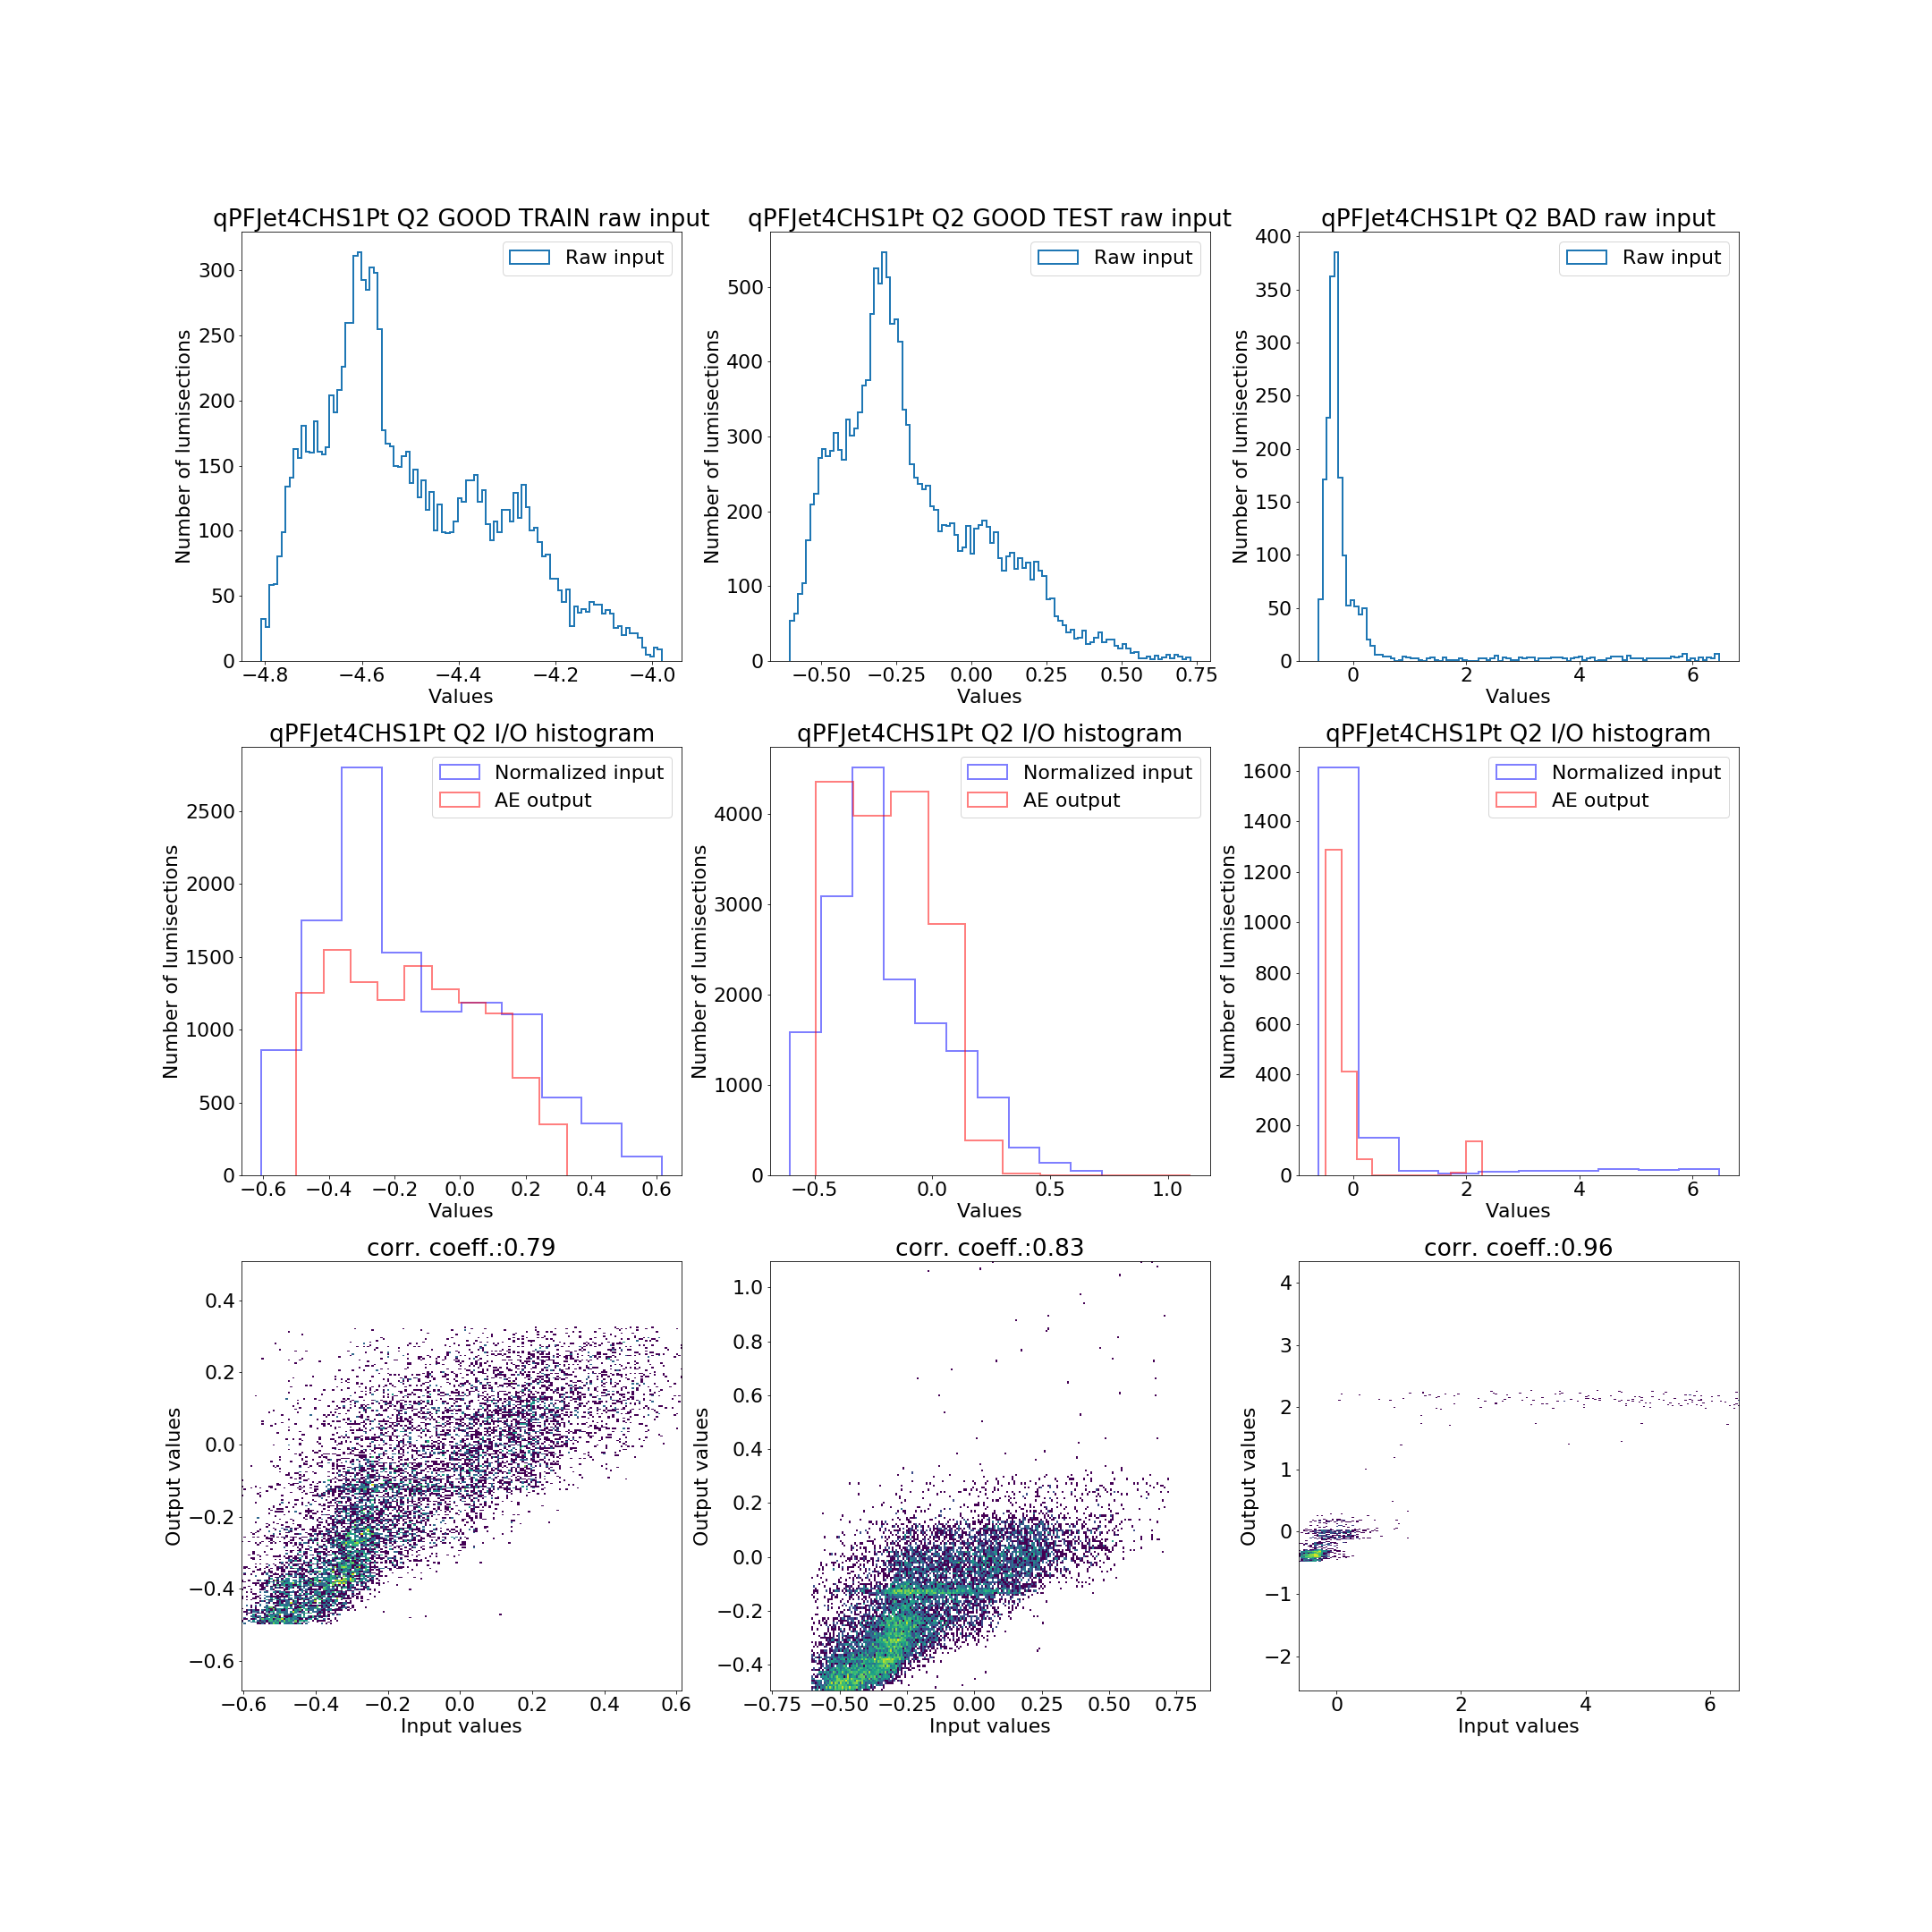 qPFJet4CHS1Pt Q2 GOOD TRAIN raw input
Raw input
300
250
200
150
100
50
0
Number of lumisections
−4.8 −4.6 −4.4 −4.2 −4.0
Values
qPFJet4CHS1Pt Q2 GOOD TEST raw input
Raw input
500
400
300
200
100
0
Number of lumisections
−0.50 −0.25 0.00 0.25 0.50 0.75
Values
qPFJet4CHS1Pt Q2 BAD raw input
Raw input
400
350
300
250
200
150
100
50
0
Number of lumisections
0 2 4 6
Values
qPFJet4CHS1Pt Q2 I/O histogram
Normalized input
AE output
2500
2000
1500
1000
500
0
Number of lumisections
−0.6 −0.4 −0.2 0.0 0.2 0.4 0.6
Values
qPFJet4CHS1Pt Q2 I/O histogram
Normalized input
AE output
4000
3000
2000
1000
0
Number of lumisections
−0.5 0.0 0.5 1.0
Values
qPFJet4CHS1Pt Q2 I/O histogram
Normalized input
AE output
1600
1400
1200
1000
800
600
400
200
0
Number of lumisections
0 2 4 6
Values
corr. coeff.:0.79
0.4
0.2
0.0
−0.2
−0.4
−0.6
Output values
−0.6 −0.4 −0.2 0.0 0.2 0.4 0.6
Input values
corr. coeff.:0.83
1.0
0.8
0.6
0.4
0.2
0.0
−0.2
−0.4
Output values
−0.75 −0.50 −0.25 0.00 0.25 0.50 0.75
Input values
corr. coeff.:0.96
4
3
2
1
0
−1
−2
Output values
0 2 4 6
Input values